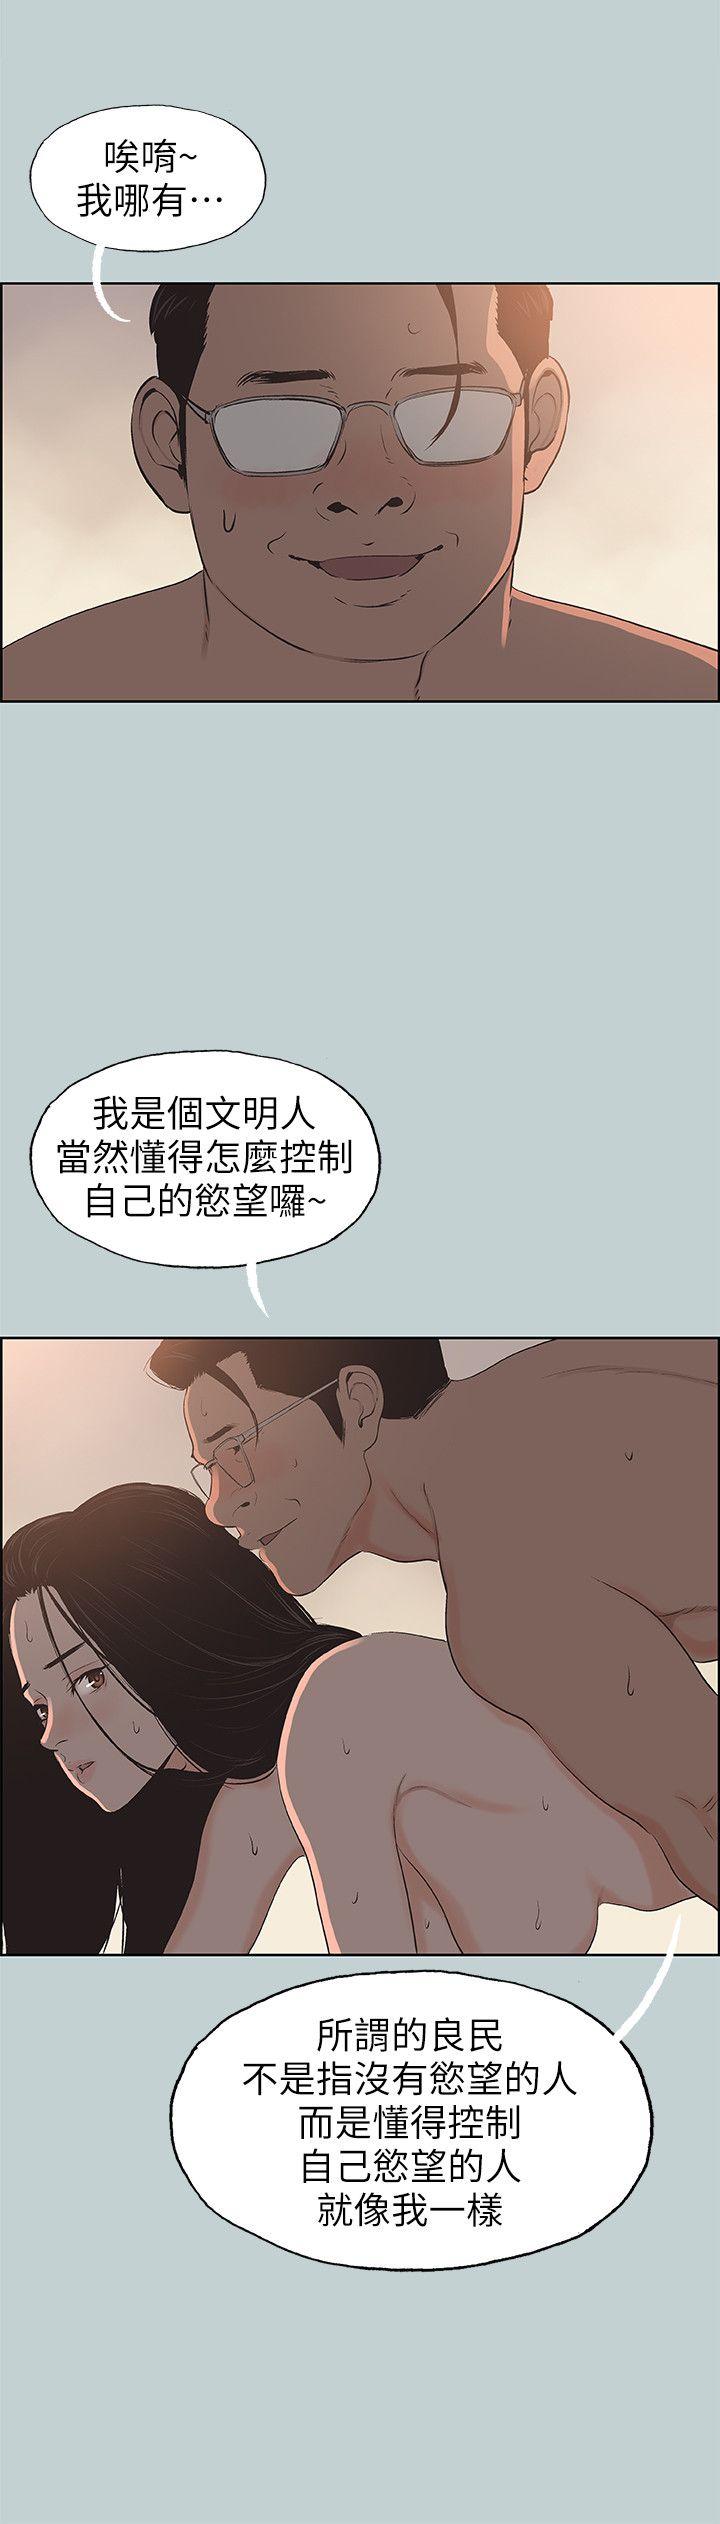 唉唷~
我哪有⋯
我是個文明人
當然懂得怎麼控制
自己的慾望囉~
所謂的良民
不是指沒有慾望的人
而是懂得控制
自己慾望的人
就像我一樣